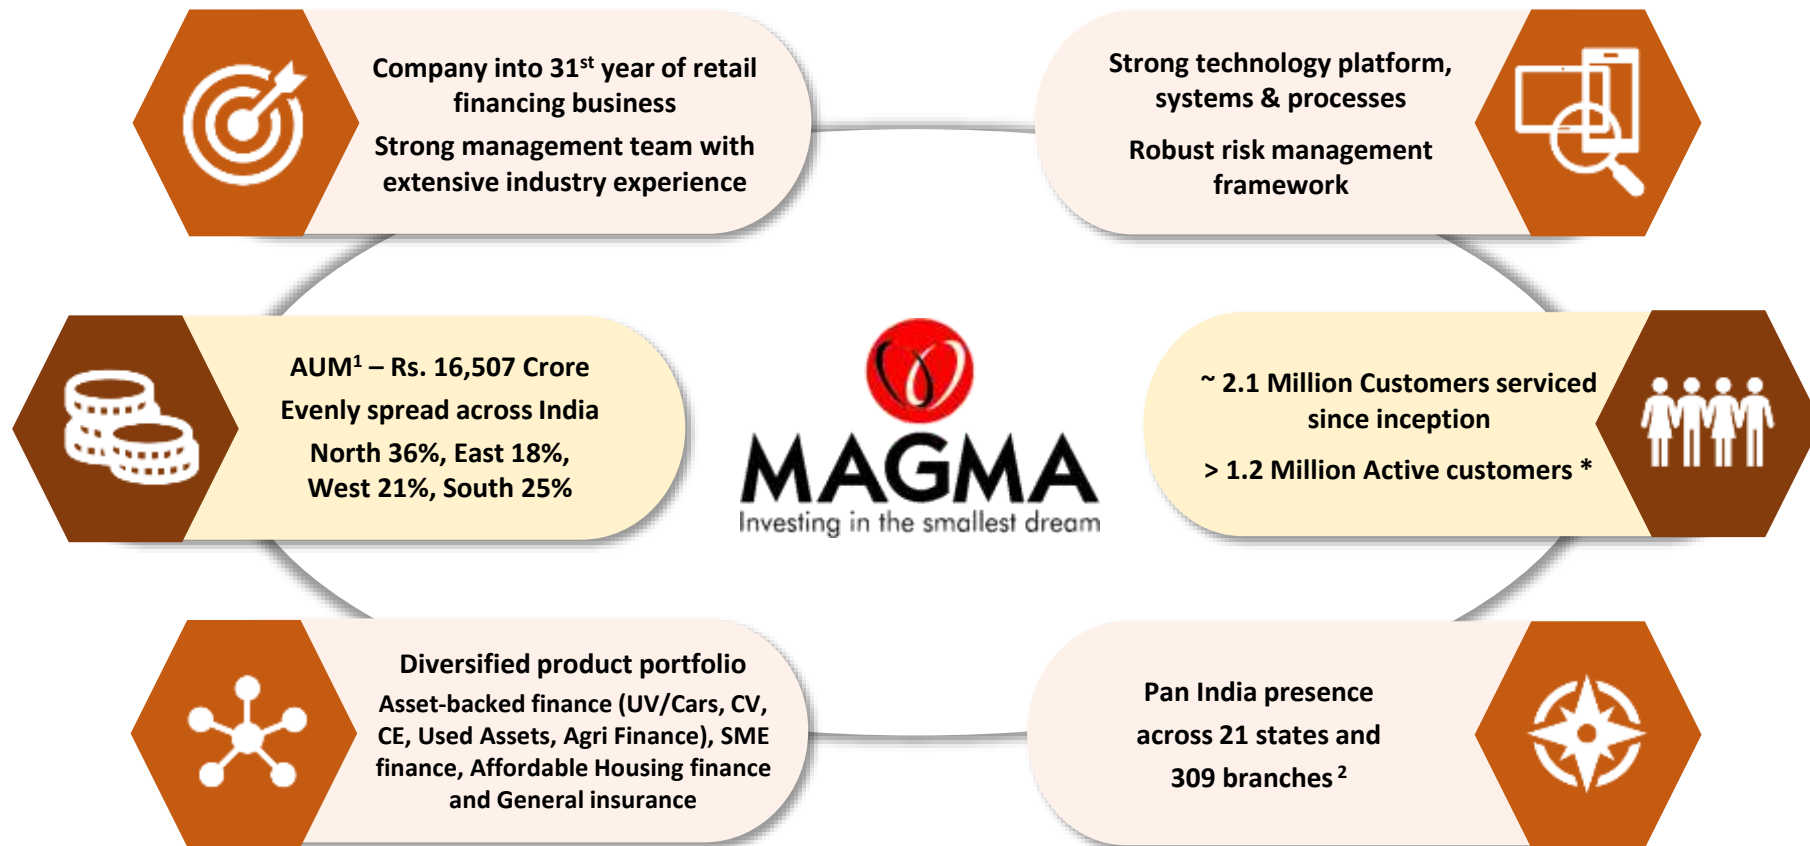 Company into 31st year of retail
financing business
Strong management team with
extensive industry experience
Strong technology platform,
systems & processes
Robust risk management
framework
AUM¹ – Rs. 16,507 Crore
Evenly spread across India
North 36%, East 18%,
West 21%, South 25%
MAGMA
Investing in the smallest dream
~ 2.1 Million Customers serviced
since inception
> 1.2 Million Active customers *
Diversified product portfolio
Asset-backed finance (UV/Cars, CV,
CE, Used Assets, Agri Finance), SME
finance, Affordable Housing finance
and General insurance
Pan India presence
across 21 states and
309 branches ²